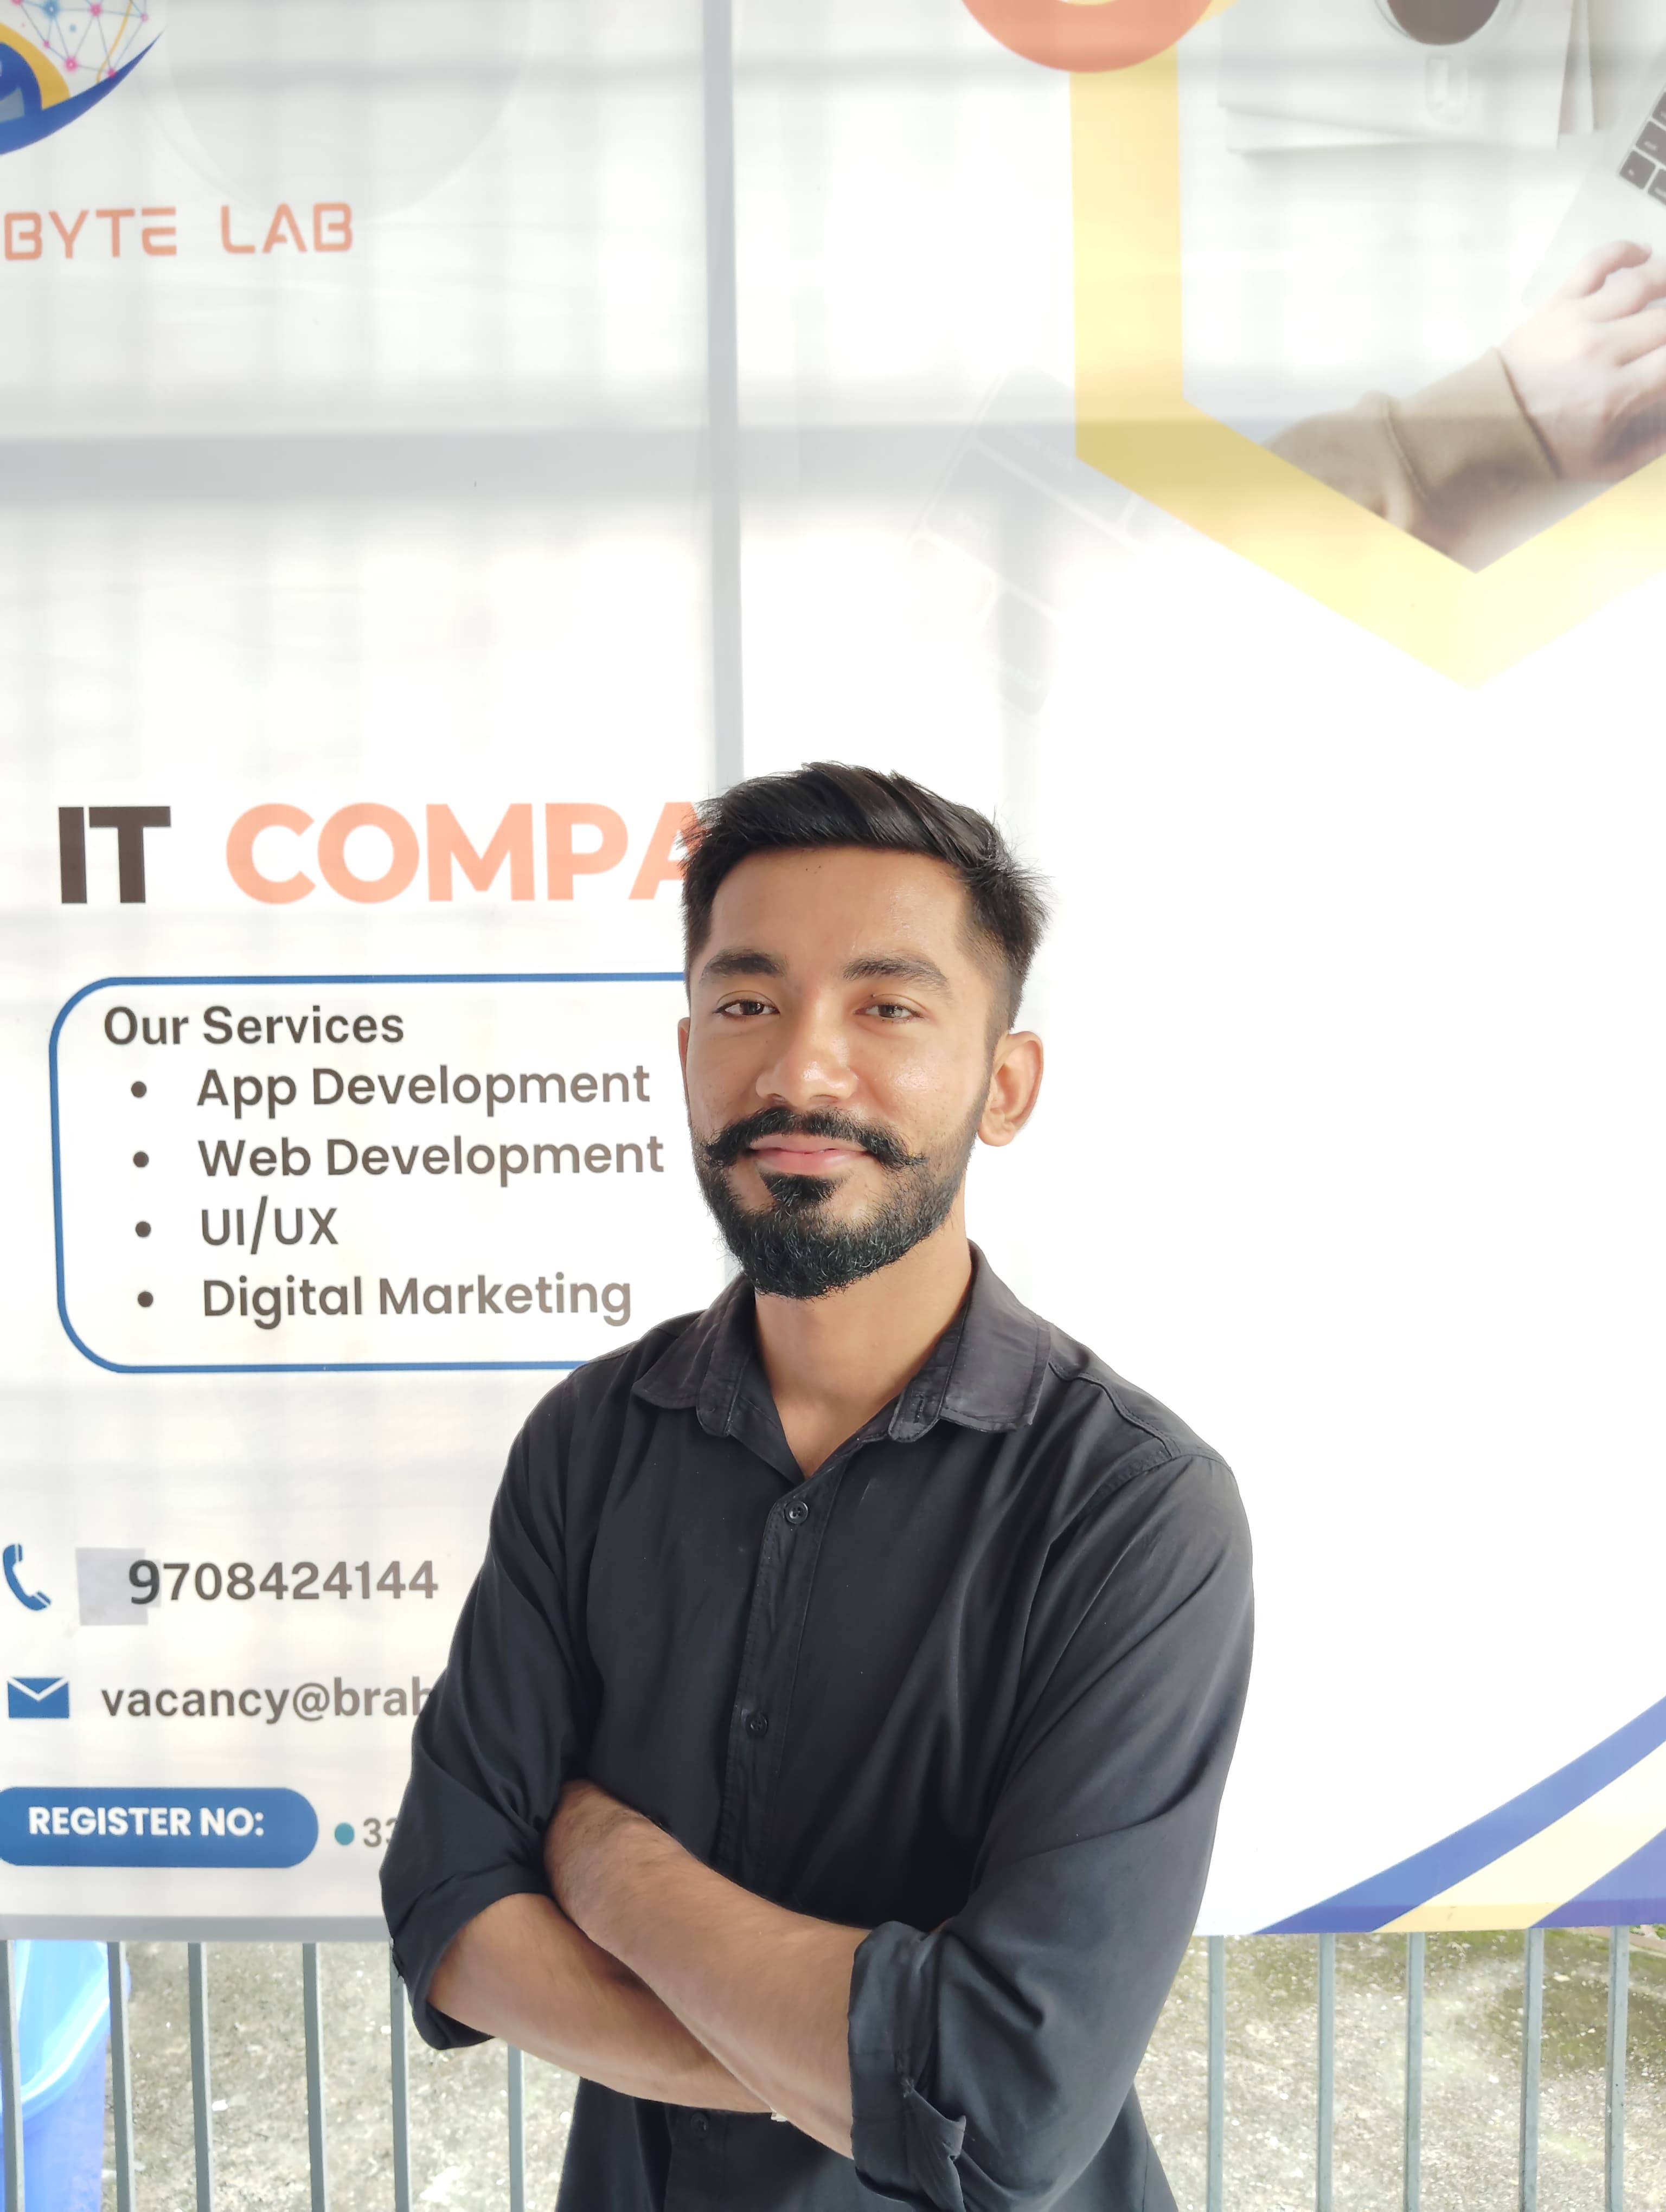 BYTE LAB
IT COMPA
Our Services
• App Development
• Web Development
• UI/UX
• Digital Marketing
9708424144
vacancy@brab
REGISTER NO:
•33